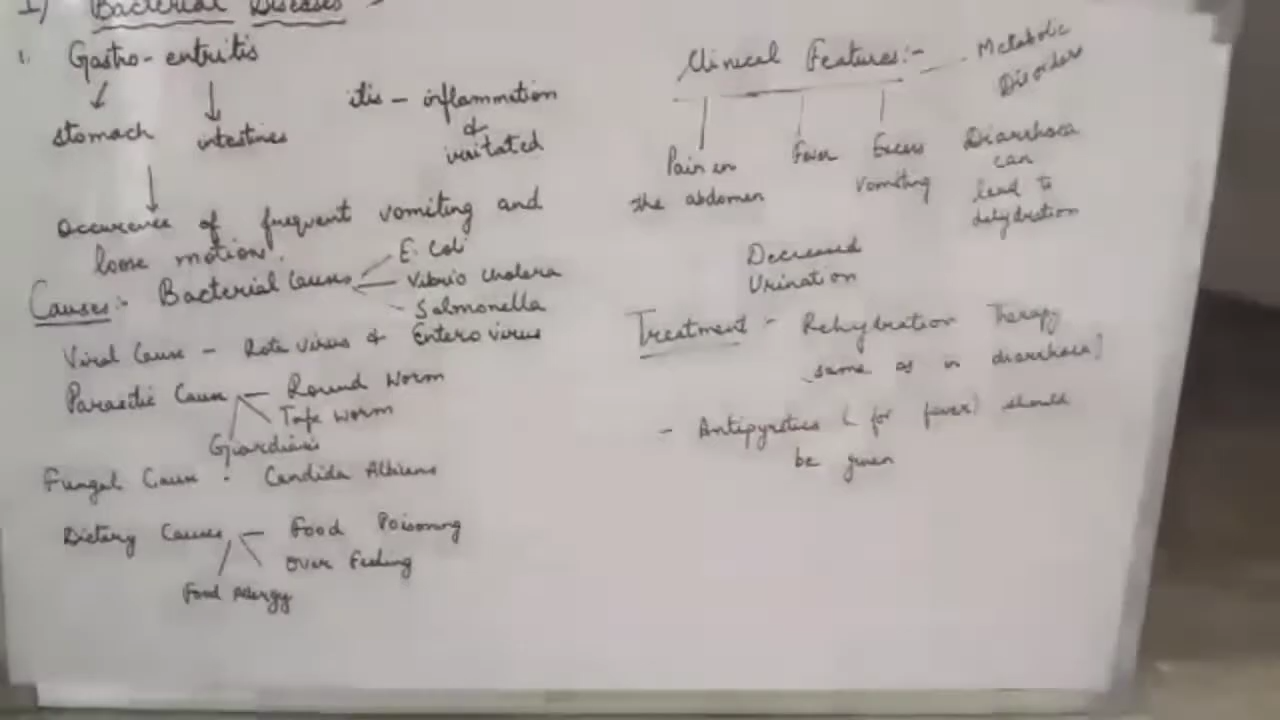 I) Bacterial Diseases :-
1. Gastro-entritis
stomach intestines
itis - inflammation
&
irritated
Occurence of frequent vomiting and
loose motion.
Causes:- Bacterial Causes
E. Coli
Vibrio cholera
Salmonella
Viral Cause - Rota virus & Entero virus
Parasitic Cause - Round Worm
Tape worm
Giardiasis
Fungal Cause - Candida Albicans
Dietary Causes - Food Poisoning
Over Feeding
Food Allergy
Clinical Features:- Metabolic
Disorders
Pain in
the abdomen
Fever
Excess
vomiting
Diarrhoea
can
lead to
dehydration
Decreased
Urination
Treatment - Rehydration Therapy
same as in diarrhoea)
- Antipyretics ( for fever) should
be given